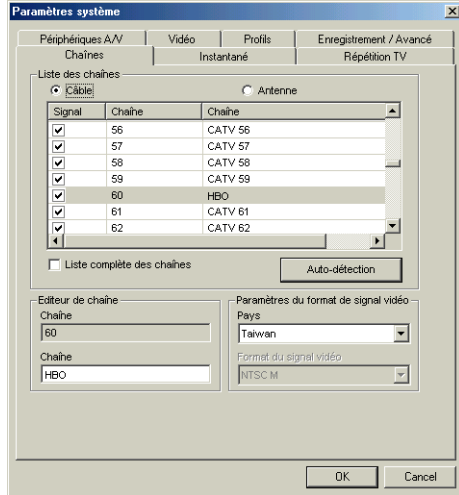 Paramètres système
Périphériques A/V Vidéo Profils Enregistrement / Avancé
Chaînes Instantané Répétition TV
Liste des chaînes
Câble Antenne
Signal Chaîne Chaîne
56 CATV 56
57 CATV 57
58 CATV 58
59 CATV 59
60 HBO
61 CATV 61
62 CATV 62
Liste complète des chaînes Auto-détection
Editeur de chaîne Paramètres du format de signal vidéo
Chaîne Pays
60 Taiwan
Chaîne Format du signal vidéo
HBO NTSC M
OK Cancel